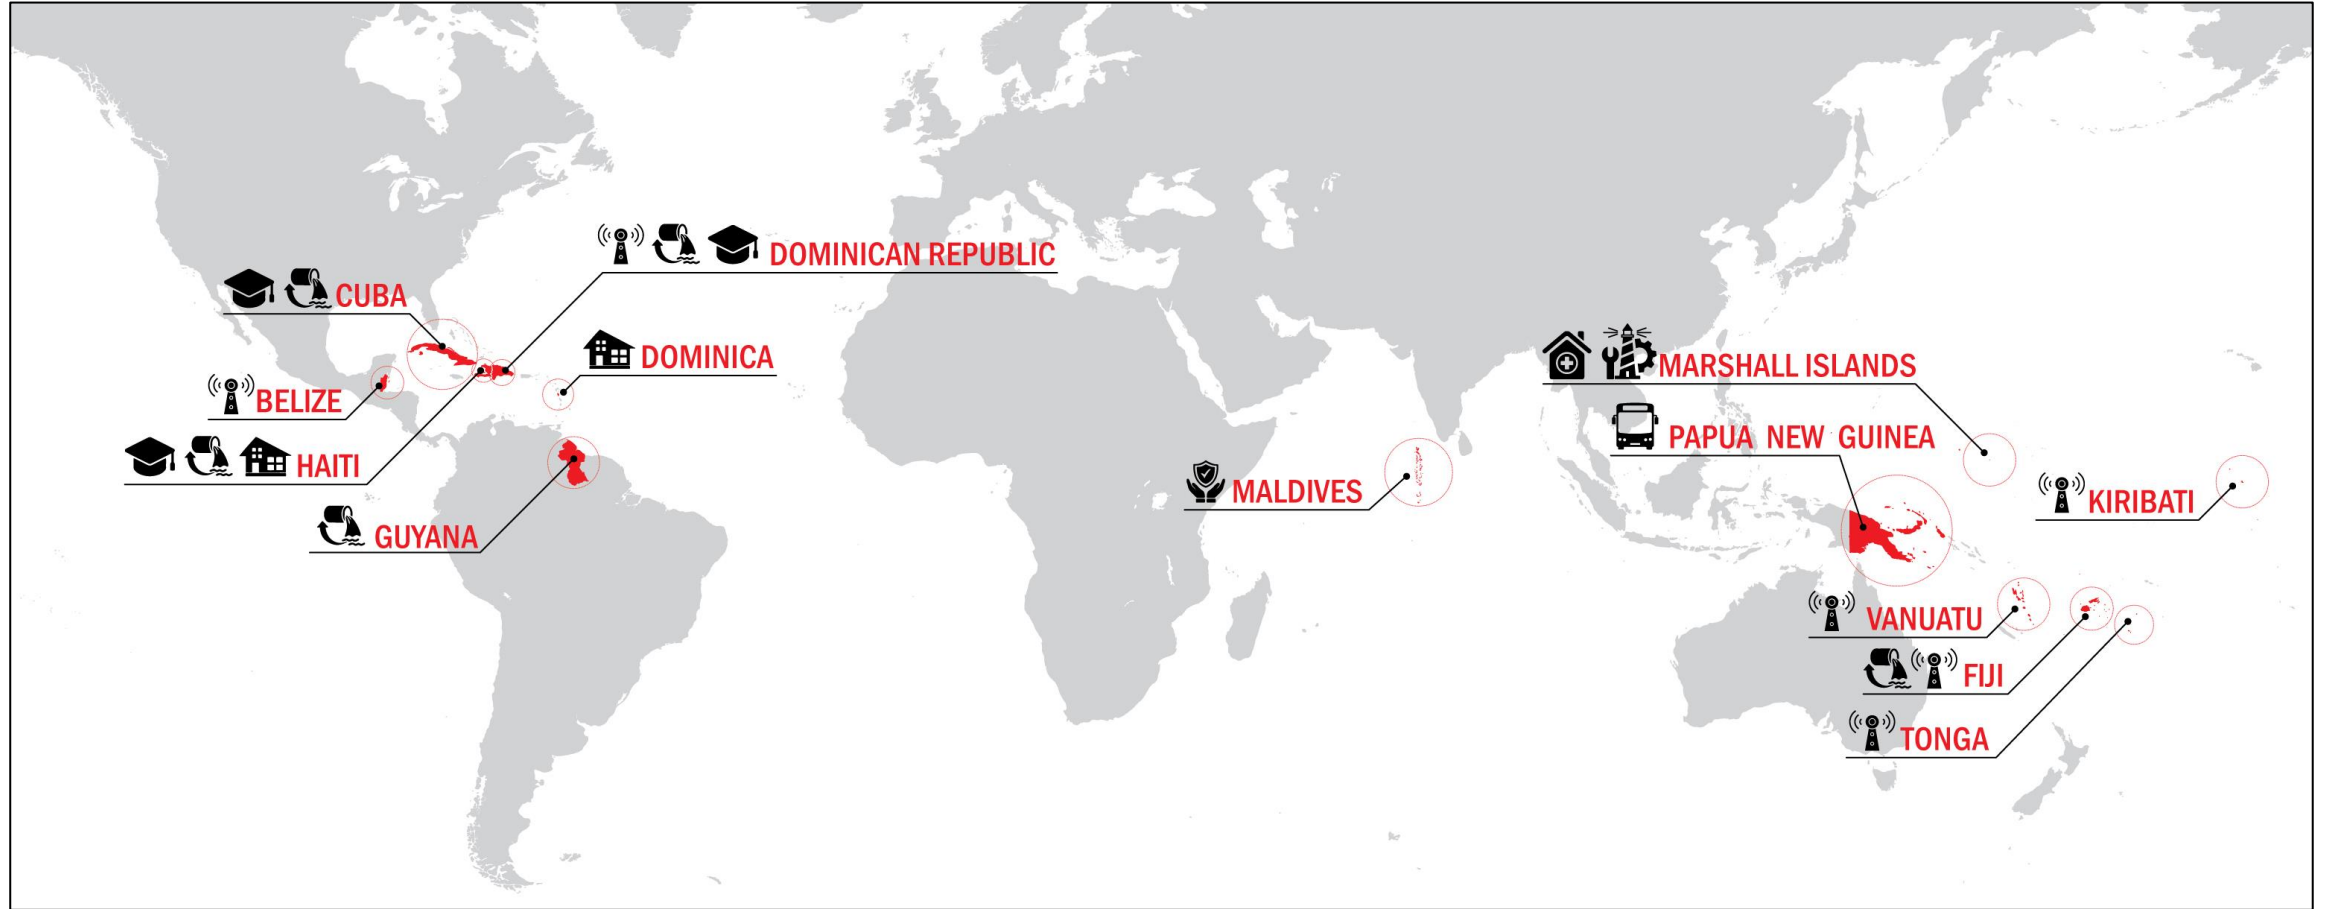 DOMINICAN REPUBLIC
CUBA
DOMINICA
MARSHALL ISLANDS
BELIZE
PAPUA NEW GUINEA
HAITI
MALDIVES
KIRIBATI
GUYANA
VANUATU
FIJI
TONGA